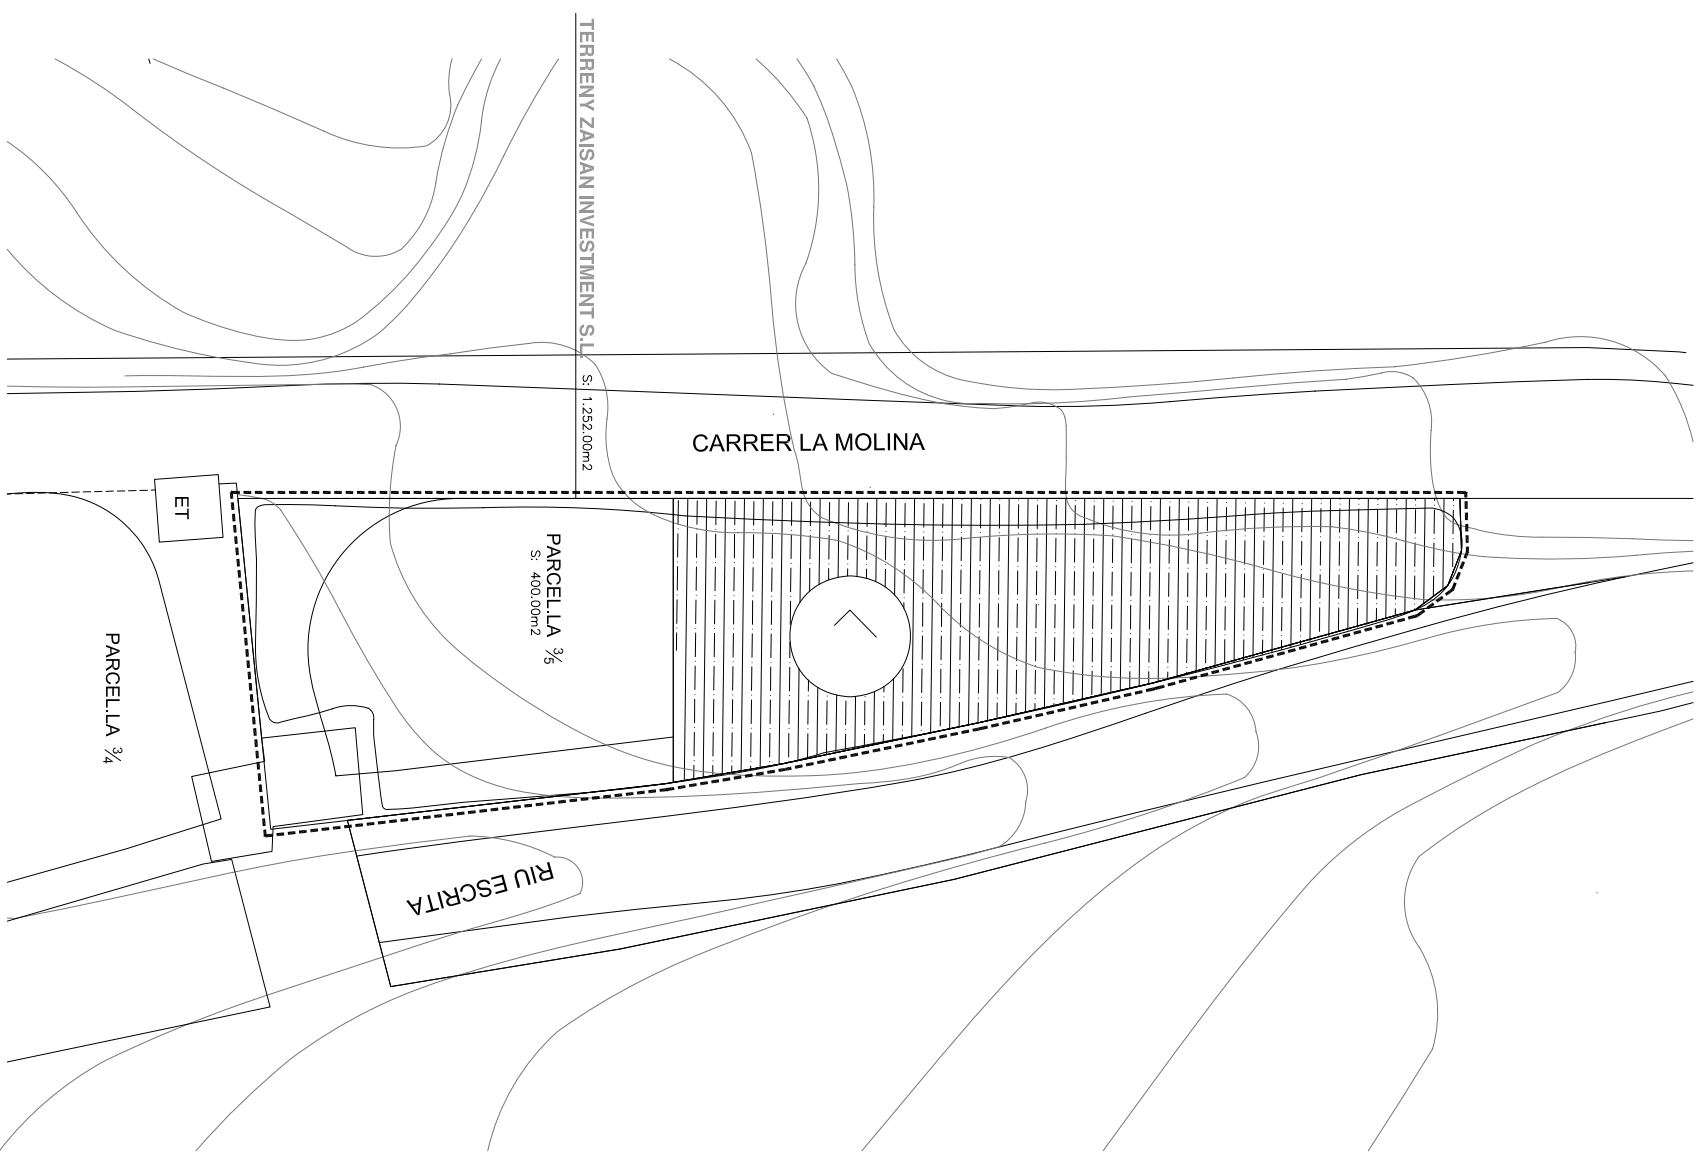 TERRENY ZAISAN INVESTMENT S.L.
S: 1.252.00m2
CARRER LA MOLINA
ET
PARCEL.LA 3/5
S: 400.00m2
PARCEL.LA 3/4
RIU ESCRITA